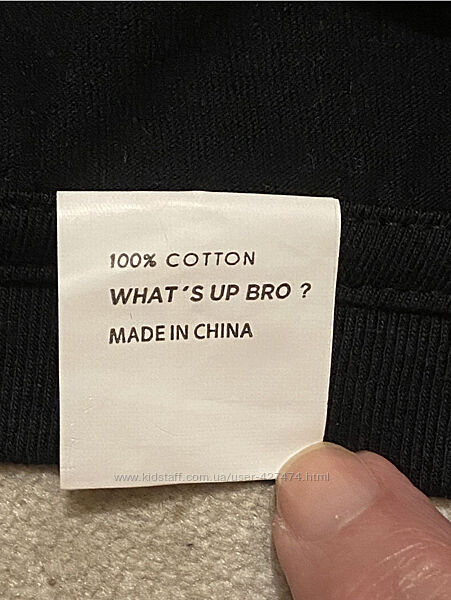 100% COTTON
WHAT´S UP BRO ?
MADE IN CHINA
www.kidstaff.com.ua/user-427474.html